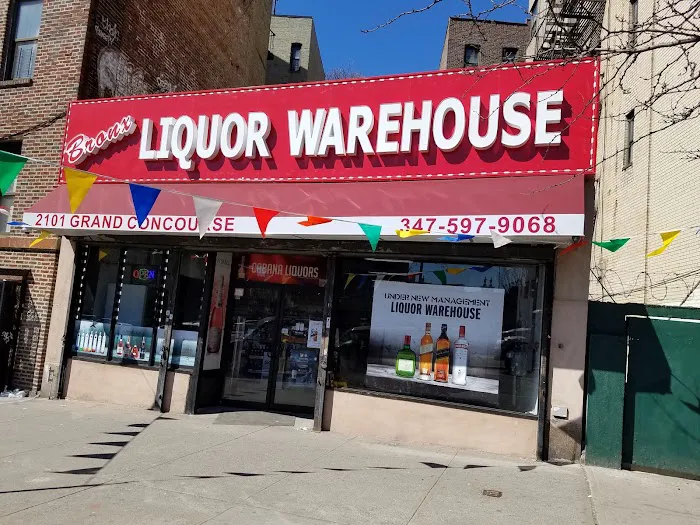 Bronx
LIQUOR WAREHOUSE
2101 GRAND CONCOURSE
347-597-9068
OPEN
CABANA LIQUORS
UNDER NEW MANAGEMENT
LIQUOR WAREHOUSE